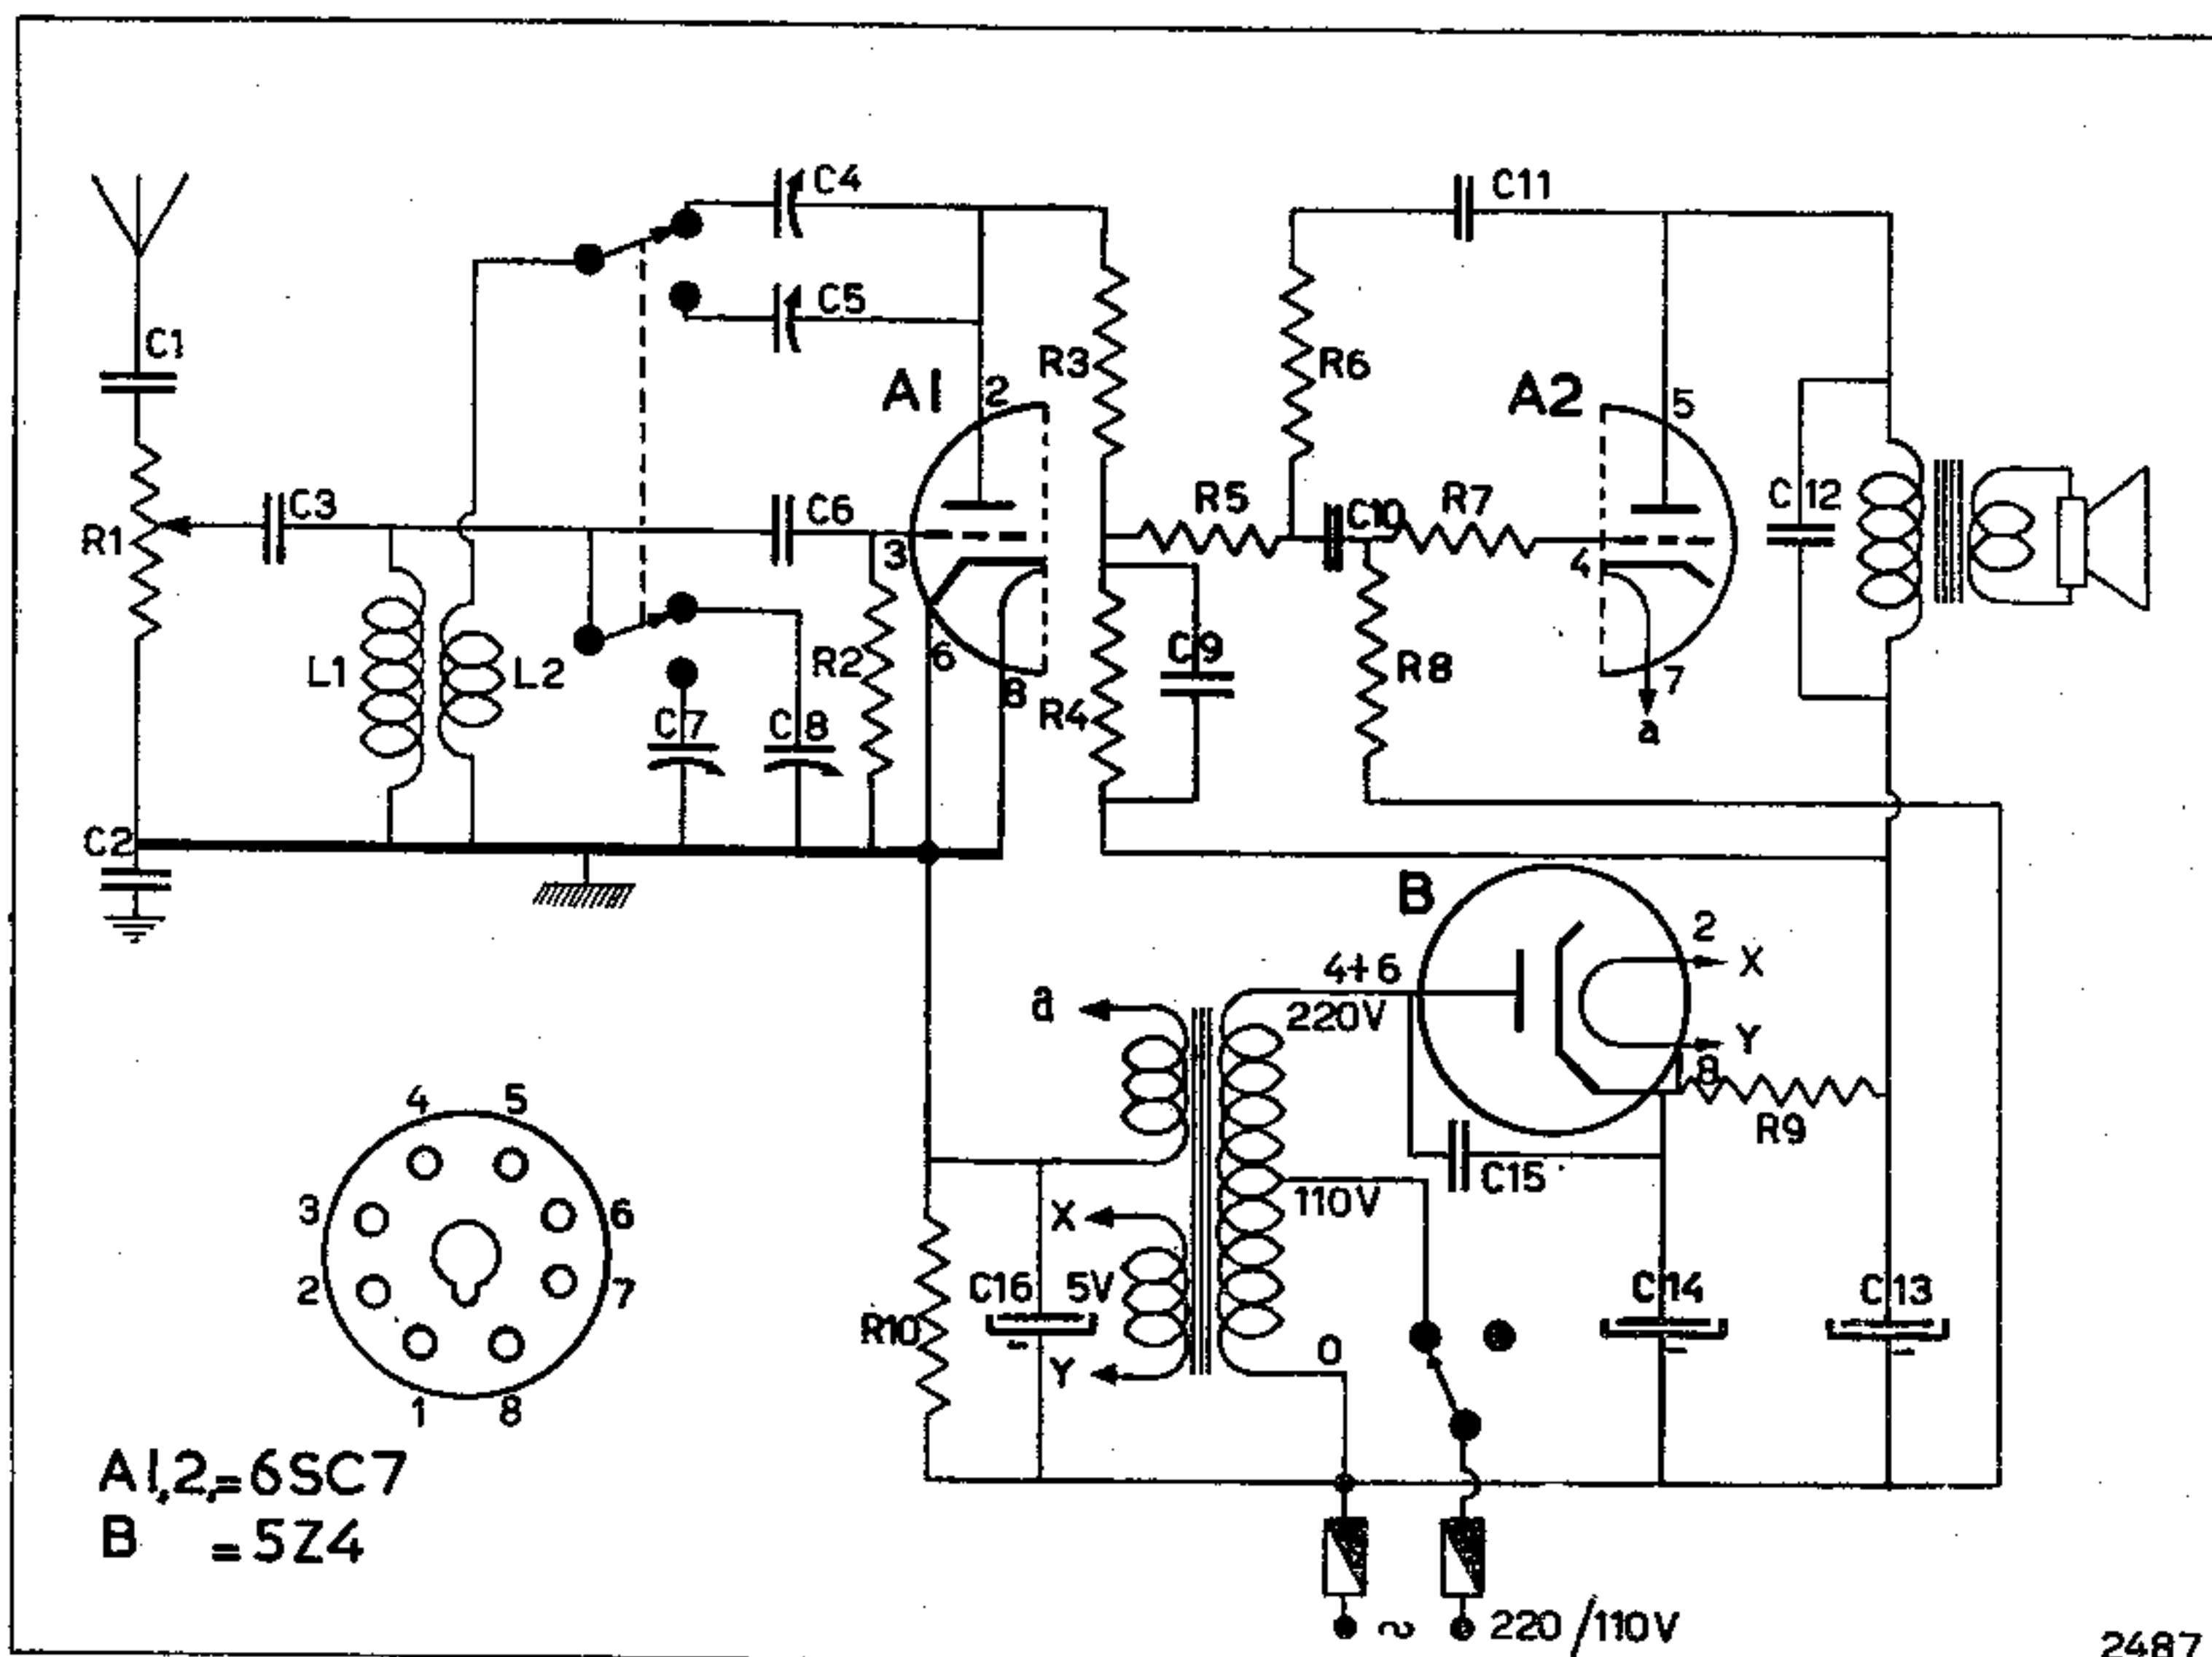 C4
C11
C5
C1
R3
R6
A1
2
A2
5
C3
C6
R5
C10
R7
C12
R1
3
4
L1
L2
R2
6
8
C9
R8
7
a
C7
C8
R4
C2
B
2
X
4+6
220V
a
Y
8
R9
4
5
C15
110V
3
6
X
C16
5V
C14
C13
2
7
R10
Y
O
1
8
A1,2,=6SC7
B =5Z4
~
220/110V
2487